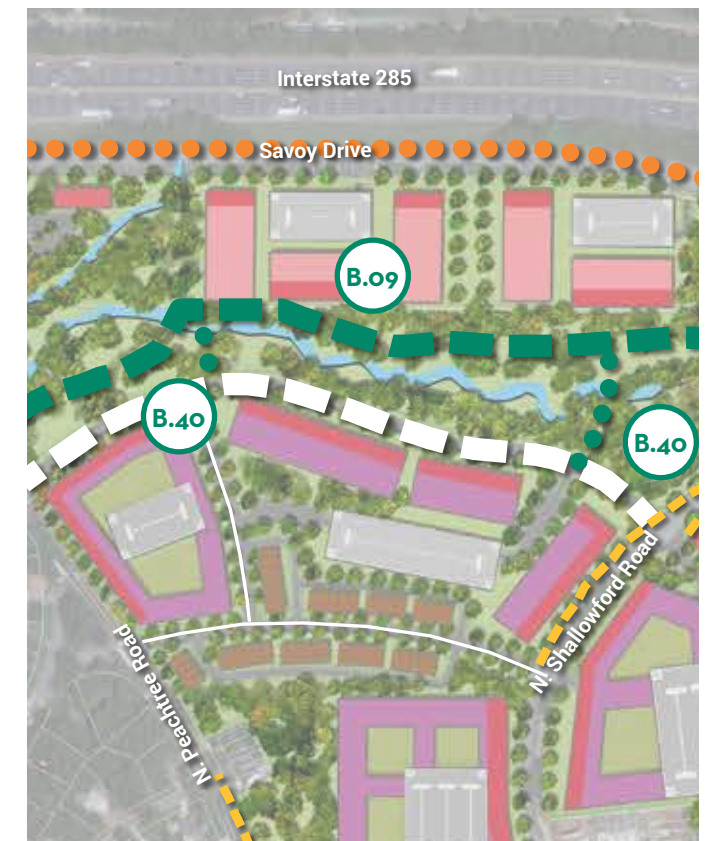 Interstate 285
Savoy Drive
B.09
B.40
B.40
N. Shallowford Road
N. Peachtree Road